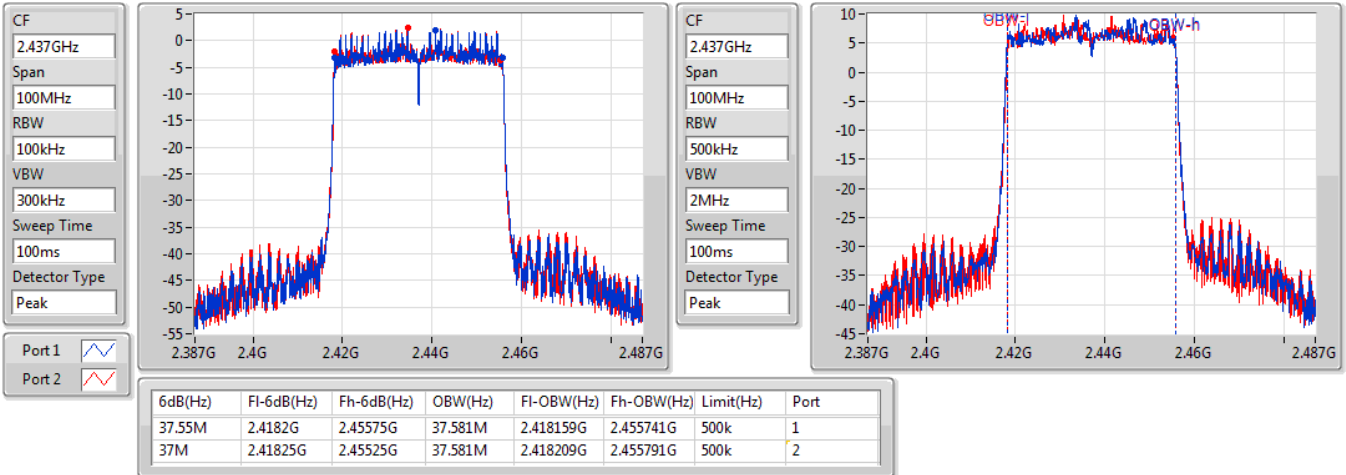 CF
2.437GHz
Span
100MHz
RBW
100kHz
VBW
300kHz
Sweep Time
100ms
Detector Type
Peak
Port 1
Port 2
5
0
-5
-10
-15
-20
-25
-30
-35
-40
-45
-50
-55
2.387G 2.4G 2.42G 2.44G 2.46G 2.487G
CF
2.437GHz
Span
100MHz
RBW
500kHz
VBW
2MHz
Sweep Time
100ms
Detector Type
Peak
OBW-l
OBW-h
10
5
0
-5
-10
-15
-20
-25
-30
-35
-40
-45
2.387G 2.4G 2.42G 2.44G 2.46G 2.487G
6dB(Hz) Fl-6dB(Hz) Fh-6dB(Hz) OBW(Hz) Fl-OBW(Hz) Fh-OBW(Hz) Limit(Hz) Port
37.55M 2.4182G 2.45575G 37.581M 2.418159G 2.455741G 500k 1
37M 2.41825G 2.45525G 37.581M 2.418209G 2.455791G 500k 2